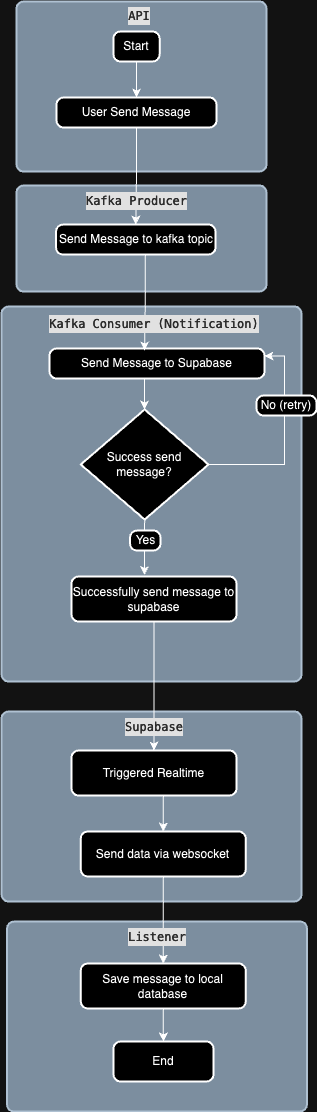 API
Start
User Send Message
Kafka Producer
Send Message to kafka topic
Kafka Consumer (Notification)
Send Message to Supabase
No (retry)
Success send
message?
Yes
Successfully send message to
supabase
Supabase
Triggered Realtime
Send data via websocket
Listener
Save message to local
database
End